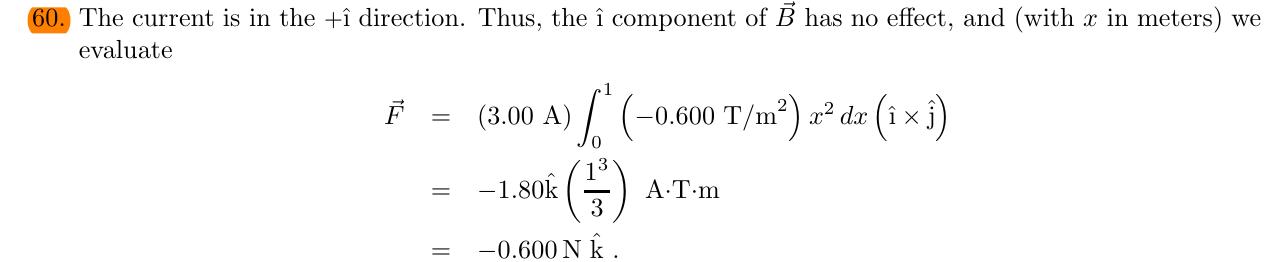 60. The current is in the +î direction. Thus, the î component of B⃗ has no effect, and (with x in meters) we
evaluate
F⃗ = (3.00 A) ∫₀¹ (−0.600 T/m²) x² dx (î × ĵ)
= −1.80k̂ (1³/3) A·T·m
= −0.600 N k̂ .